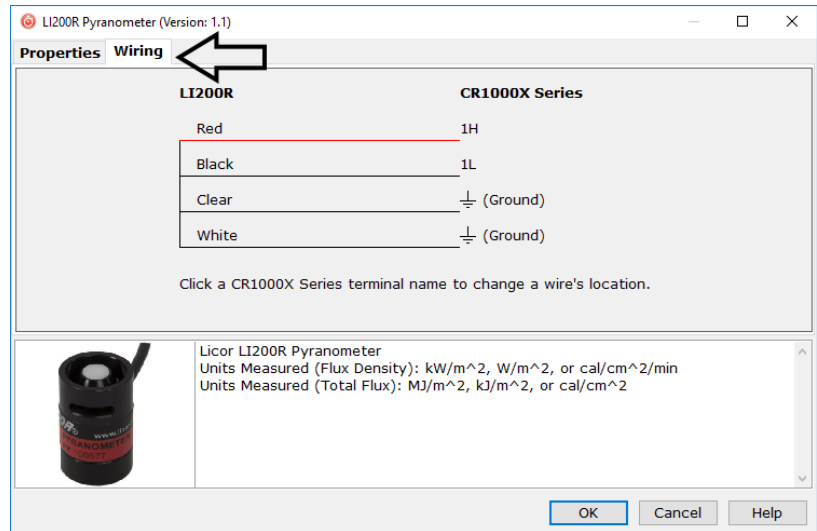 LI200R Pyranometer (Version: 1.1)
Properties Wiring
LI200R CR1000X Series
Red 1H
Black 1L
Clear (Ground)
White (Ground)
Click a CR1000X Series terminal name to change a wire's location.
Licor LI200R Pyranometer
Units Measured (Flux Density): kW/m^2, W/m^2, or cal/cm^2/min
Units Measured (Total Flux): MJ/m^2, kJ/m^2, or cal/cm^2
PYRANOMETER
OK Cancel Help